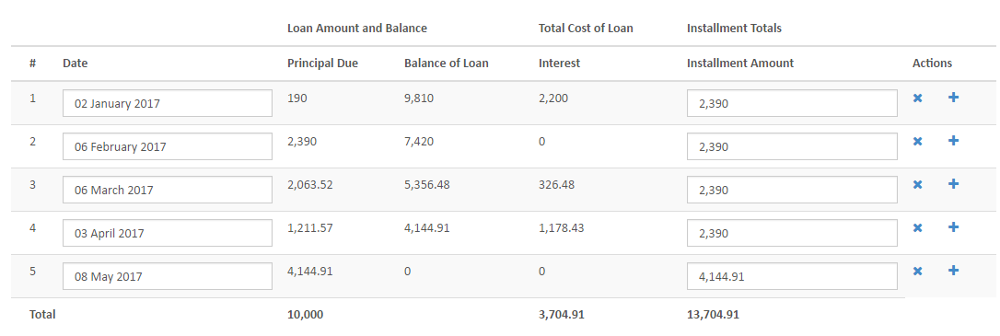 Loan Amount and Balance Total Cost of Loan Installment Totals
# Date Principal Due Balance of Loan Interest Installment Amount Actions
1 02 January 2017 190 9,810 2,200 2,390
2 06 February 2017 2,390 7,420 0 2,390
3 06 March 2017 2,063.52 5,356.48 326.48 2,390
4 03 April 2017 1,211.57 4,144.91 1,178.43 2,390
5 08 May 2017 4,144.91 0 0 4,144.91
Total 10,000 3,704.91 13,704.91